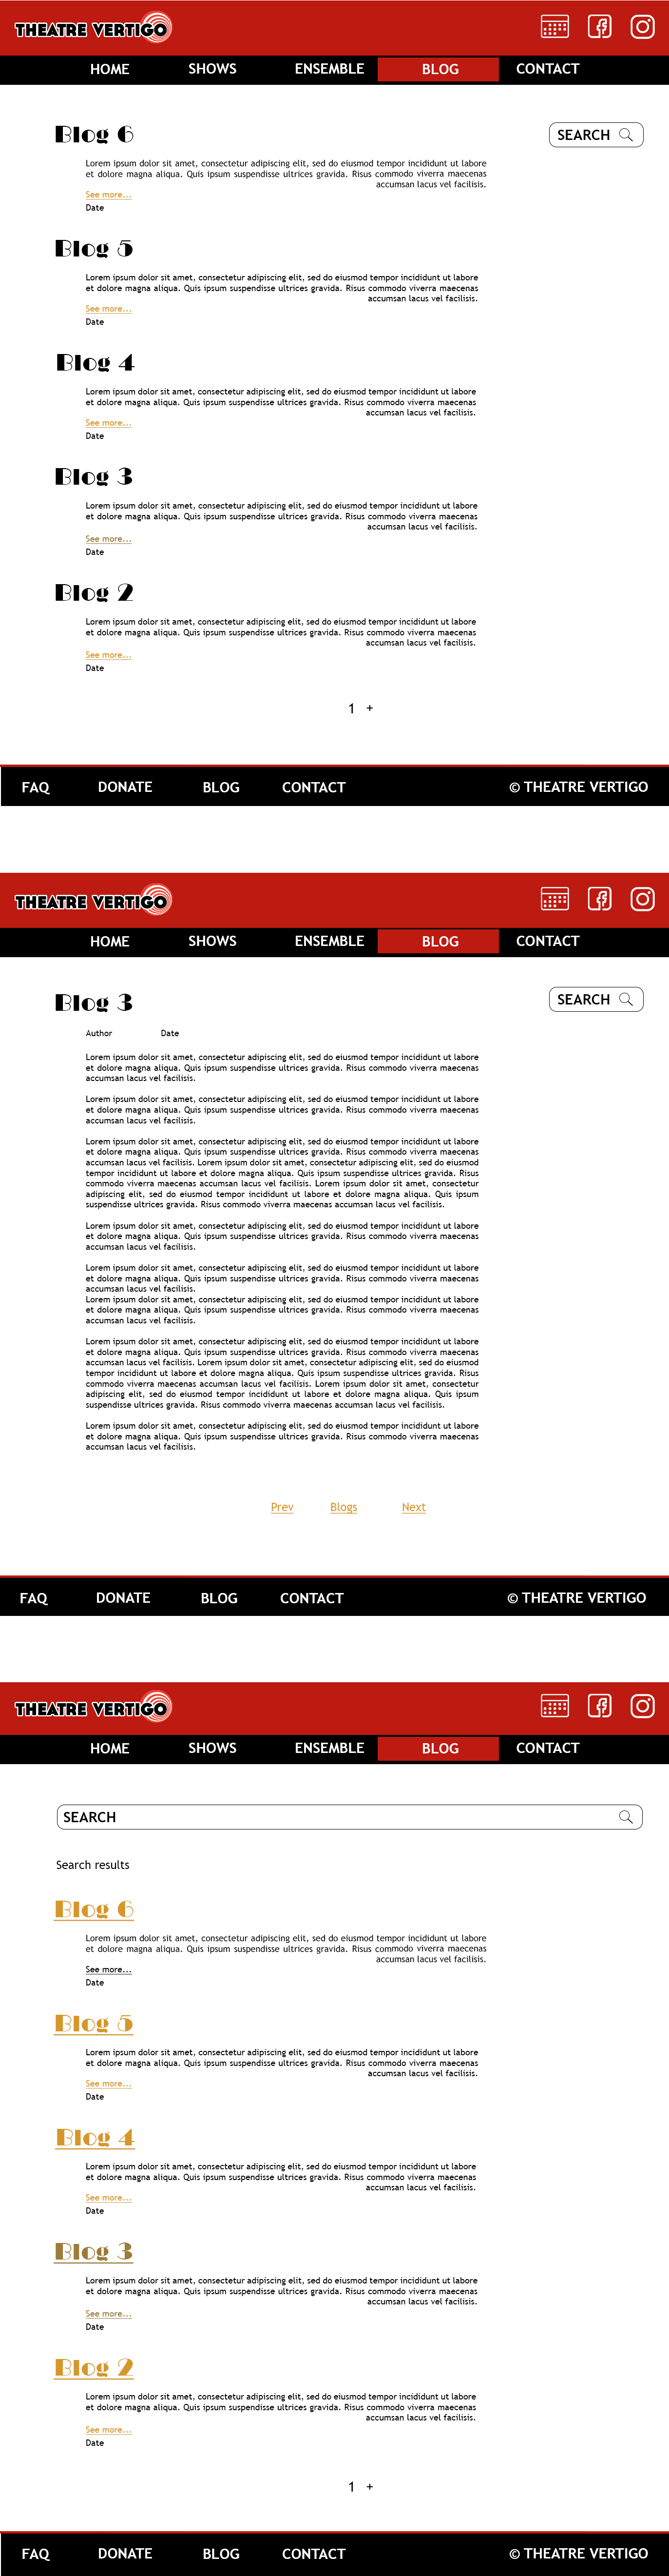 THEATRE VERTIGO
HOME SHOWS ENSEMBLE BLOG CONTACT
Blog 6
SEARCH
Lorem ipsum dolor sit amet, consectetur adipiscing elit, sed do eiusmod tempor incididunt ut labore
et dolore magna aliqua. Quis ipsum suspendisse ultrices gravida. Risus commodo viverra maecenas
accumsan lacus vel facilisis.
See more...
Date
Blog 5
Lorem ipsum dolor sit amet, consectetur adipiscing elit, sed do eiusmod tempor incididunt ut labore
et dolore magna aliqua. Quis ipsum suspendisse ultrices gravida. Risus commodo viverra maecenas
accumsan lacus vel facilisis.
See more...
Date
Blog 4
Lorem ipsum dolor sit amet, consectetur adipiscing elit, sed do eiusmod tempor incididunt ut labore
et dolore magna aliqua. Quis ipsum suspendisse ultrices gravida. Risus commodo viverra maecenas
accumsan lacus vel facilisis.
See more...
Date
Blog 3
Lorem ipsum dolor sit amet, consectetur adipiscing elit, sed do eiusmod tempor incididunt ut labore
et dolore magna aliqua. Quis ipsum suspendisse ultrices gravida. Risus commodo viverra maecenas
accumsan lacus vel facilisis.
See more...
Date
Blog 2
Lorem ipsum dolor sit amet, consectetur adipiscing elit, sed do eiusmod tempor incididunt ut labore
et dolore magna aliqua. Quis ipsum suspendisse ultrices gravida. Risus commodo viverra maecenas
accumsan lacus vel facilisis.
See more...
Date
1 +
FAQ DONATE BLOG CONTACT © THEATRE VERTIGO
THEATRE VERTIGO
HOME SHOWS ENSEMBLE BLOG CONTACT
Blog 3
SEARCH
Author Date
Lorem ipsum dolor sit amet, consectetur adipiscing elit, sed do eiusmod tempor incididunt ut labore
et dolore magna aliqua. Quis ipsum suspendisse ultrices gravida. Risus commodo viverra maecenas
accumsan lacus vel facilisis.
Lorem ipsum dolor sit amet, consectetur adipiscing elit, sed do eiusmod tempor incididunt ut labore
et dolore magna aliqua. Quis ipsum suspendisse ultrices gravida. Risus commodo viverra maecenas
accumsan lacus vel facilisis.
Lorem ipsum dolor sit amet, consectetur adipiscing elit, sed do eiusmod tempor incididunt ut labore
et dolore magna aliqua. Quis ipsum suspendisse ultrices gravida. Risus commodo viverra maecenas
accumsan lacus vel facilisis. Lorem ipsum dolor sit amet, consectetur adipiscing elit, sed do eiusmod
tempor incididunt ut labore et dolore magna aliqua. Quis ipsum suspendisse ultrices gravida. Risus
commodo viverra maecenas accumsan lacus vel facilisis. Lorem ipsum dolor sit amet, consectetur
adipiscing elit, sed do eiusmod tempor incididunt ut labore et dolore magna aliqua. Quis ipsum
suspendisse ultrices gravida. Risus commodo viverra maecenas accumsan lacus vel facilisis.
Lorem ipsum dolor sit amet, consectetur adipiscing elit, sed do eiusmod tempor incididunt ut labore
et dolore magna aliqua. Quis ipsum suspendisse ultrices gravida. Risus commodo viverra maecenas
accumsan lacus vel facilisis.
Lorem ipsum dolor sit amet, consectetur adipiscing elit, sed do eiusmod tempor incididunt ut labore
et dolore magna aliqua. Quis ipsum suspendisse ultrices gravida. Risus commodo viverra maecenas
accumsan lacus vel facilisis.
Lorem ipsum dolor sit amet, consectetur adipiscing elit, sed do eiusmod tempor incididunt ut labore
et dolore magna aliqua. Quis ipsum suspendisse ultrices gravida. Risus commodo viverra maecenas
accumsan lacus vel facilisis.
Lorem ipsum dolor sit amet, consectetur adipiscing elit, sed do eiusmod tempor incididunt ut labore
et dolore magna aliqua. Quis ipsum suspendisse ultrices gravida. Risus commodo viverra maecenas
accumsan lacus vel facilisis. Lorem ipsum dolor sit amet, consectetur adipiscing elit, sed do eiusmod
tempor incididunt ut labore et dolore magna aliqua. Quis ipsum suspendisse ultrices gravida. Risus
commodo viverra maecenas accumsan lacus vel facilisis. Lorem ipsum dolor sit amet, consectetur
adipiscing elit, sed do eiusmod tempor incididunt ut labore et dolore magna aliqua. Quis ipsum
suspendisse ultrices gravida. Risus commodo viverra maecenas accumsan lacus vel facilisis.
Lorem ipsum dolor sit amet, consectetur adipiscing elit, sed do eiusmod tempor incididunt ut labore
et dolore magna aliqua. Quis ipsum suspendisse ultrices gravida. Risus commodo viverra maecenas
accumsan lacus vel facilisis.
Prev Blogs Next
FAQ DONATE BLOG CONTACT © THEATRE VERTIGO
THEATRE VERTIGO
HOME SHOWS ENSEMBLE BLOG CONTACT
SEARCH
Search results
Blog 6
Lorem ipsum dolor sit amet, consectetur adipiscing elit, sed do eiusmod tempor incididunt ut labore
et dolore magna aliqua. Quis ipsum suspendisse ultrices gravida. Risus commodo viverra maecenas
accumsan lacus vel facilisis.
See more...
Date
Blog 5
Lorem ipsum dolor sit amet, consectetur adipiscing elit, sed do eiusmod tempor incididunt ut labore
et dolore magna aliqua. Quis ipsum suspendisse ultrices gravida. Risus commodo viverra maecenas
accumsan lacus vel facilisis.
See more...
Date
Blog 4
Lorem ipsum dolor sit amet, consectetur adipiscing elit, sed do eiusmod tempor incididunt ut labore
et dolore magna aliqua. Quis ipsum suspendisse ultrices gravida. Risus commodo viverra maecenas
accumsan lacus vel facilisis.
See more...
Date
Blog 3
Lorem ipsum dolor sit amet, consectetur adipiscing elit, sed do eiusmod tempor incididunt ut labore
et dolore magna aliqua. Quis ipsum suspendisse ultrices gravida. Risus commodo viverra maecenas
accumsan lacus vel facilisis.
See more...
Date
Blog 2
Lorem ipsum dolor sit amet, consectetur adipiscing elit, sed do eiusmod tempor incididunt ut labore
et dolore magna aliqua. Quis ipsum suspendisse ultrices gravida. Risus commodo viverra maecenas
accumsan lacus vel facilisis.
See more...
Date
1 +
FAQ DONATE BLOG CONTACT © THEATRE VERTIGO